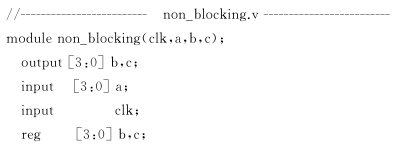 //------------------------- non_blocking.v -------------------------
module non_blocking(clk,a,b,c);
output [3:0] b,c;
input [3:0] a;
input clk;
reg [3:0] b,c;